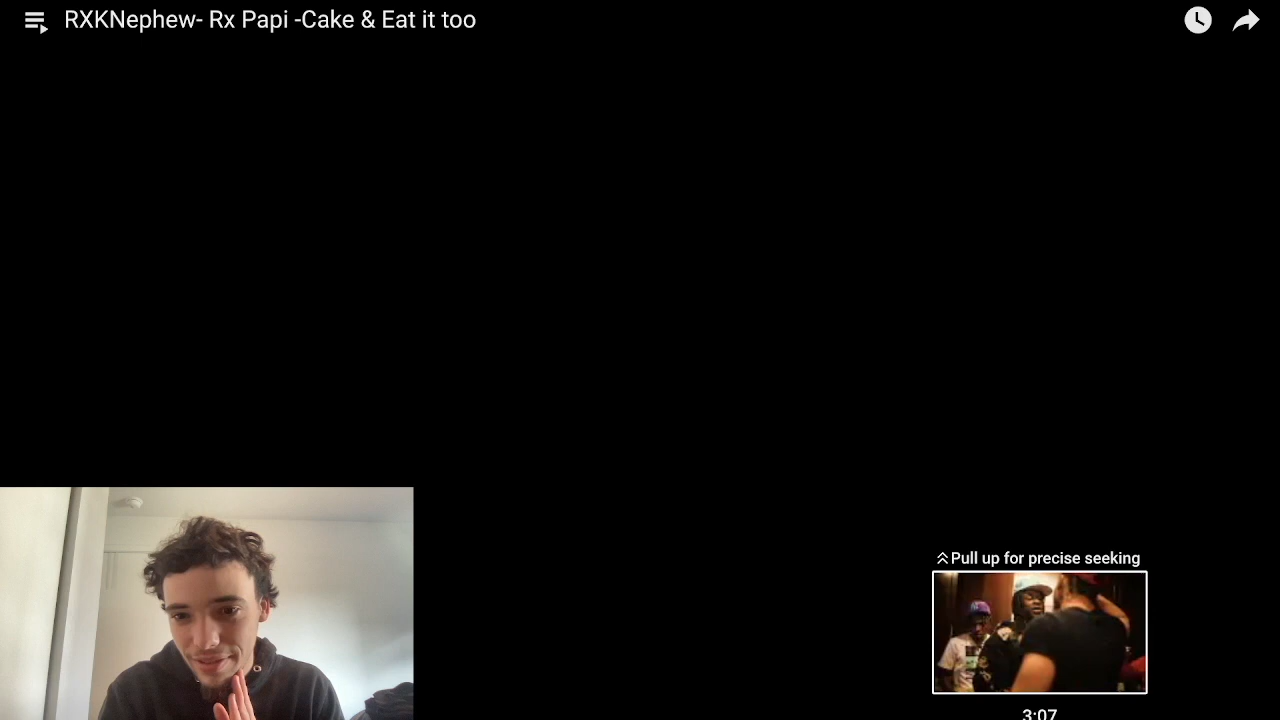 RXKNephew- Rx Papi -Cake & Eat it too
Pull up for precise seeking
3:07